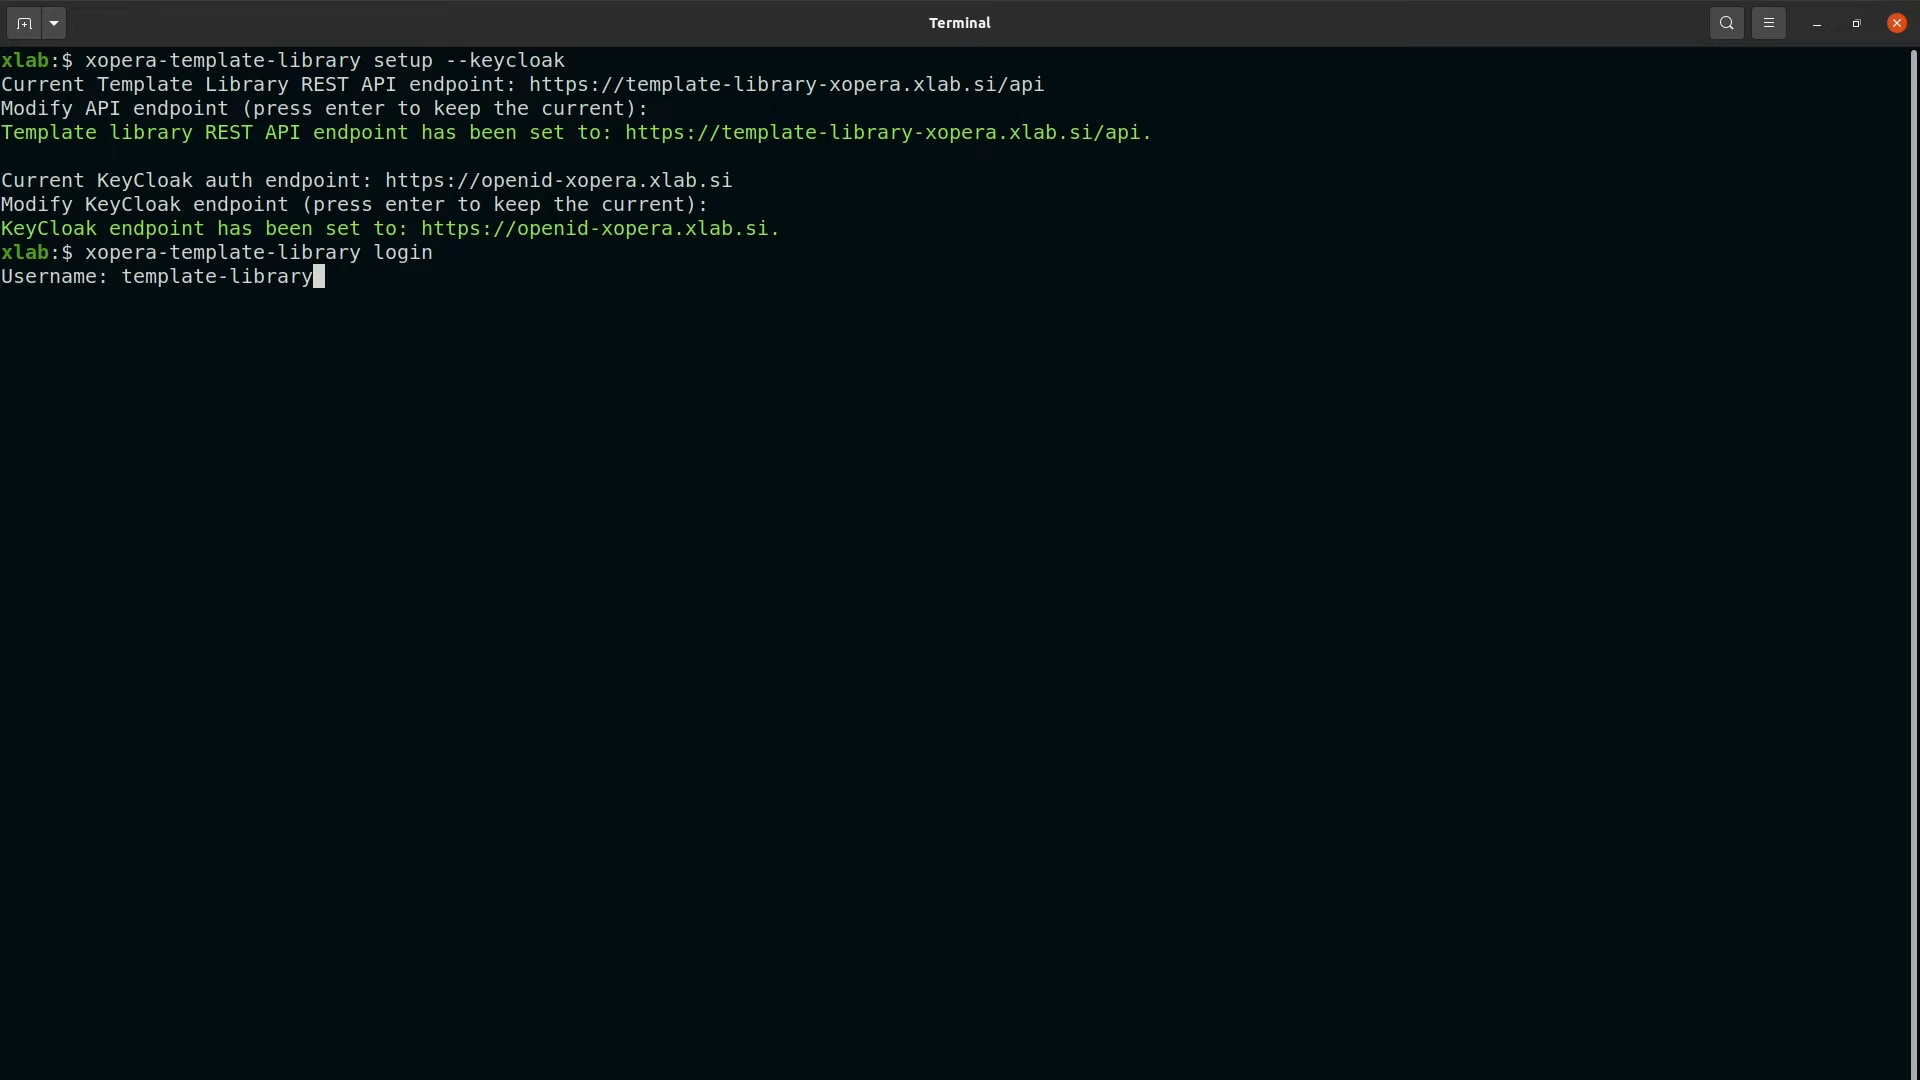 Terminal
xlab:$ xopera-template-library setup --keycloak
Current Template Library REST API endpoint: https://template-library-xopera.xlab.si/api
Modify API endpoint (press enter to keep the current):
Template library REST API endpoint has been set to: https://template-library-xopera.xlab.si/api.
Current KeyCloak auth endpoint: https://openid-xopera.xlab.si
Modify KeyCloak endpoint (press enter to keep the current):
KeyCloak endpoint has been set to: https://openid-xopera.xlab.si.
xlab:$ xopera-template-library login
Username: template-library